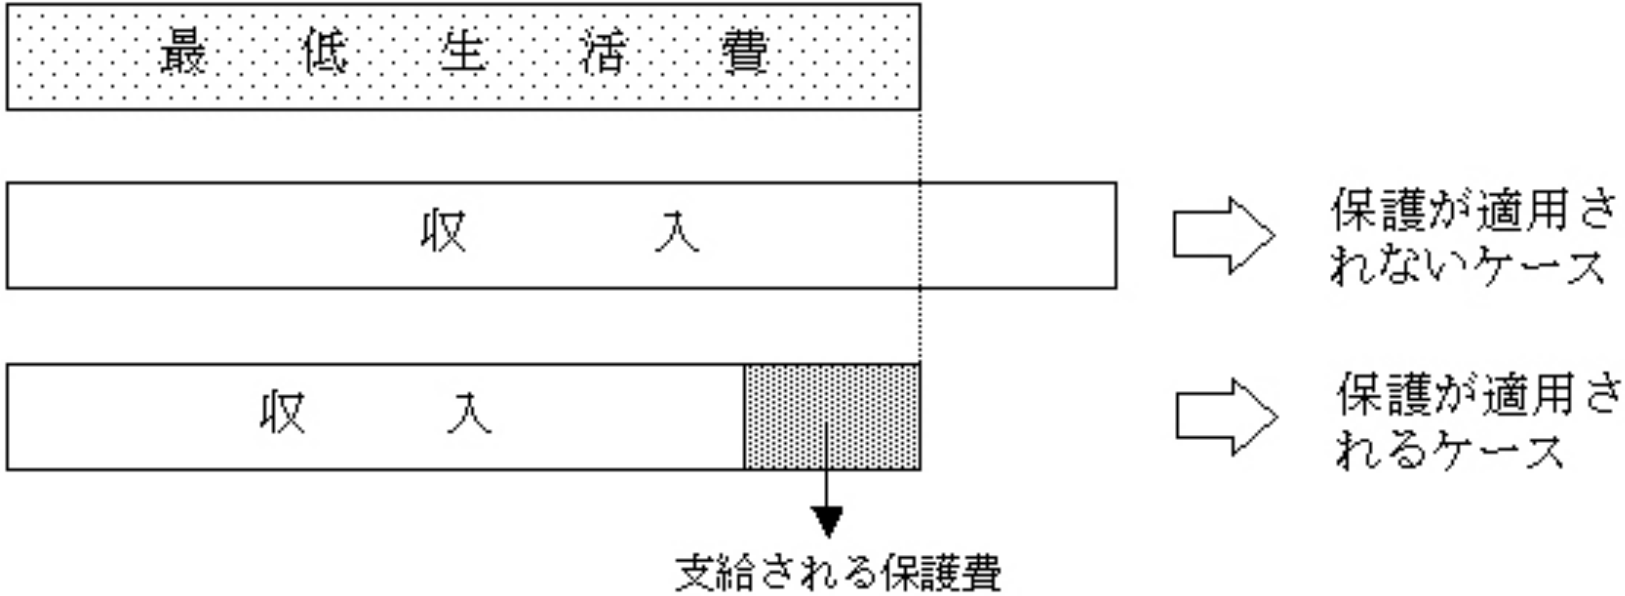 最低生活費
収入
保護が適用さ
れないケース
収入
保護が適用さ
れるケース
支給される保護費